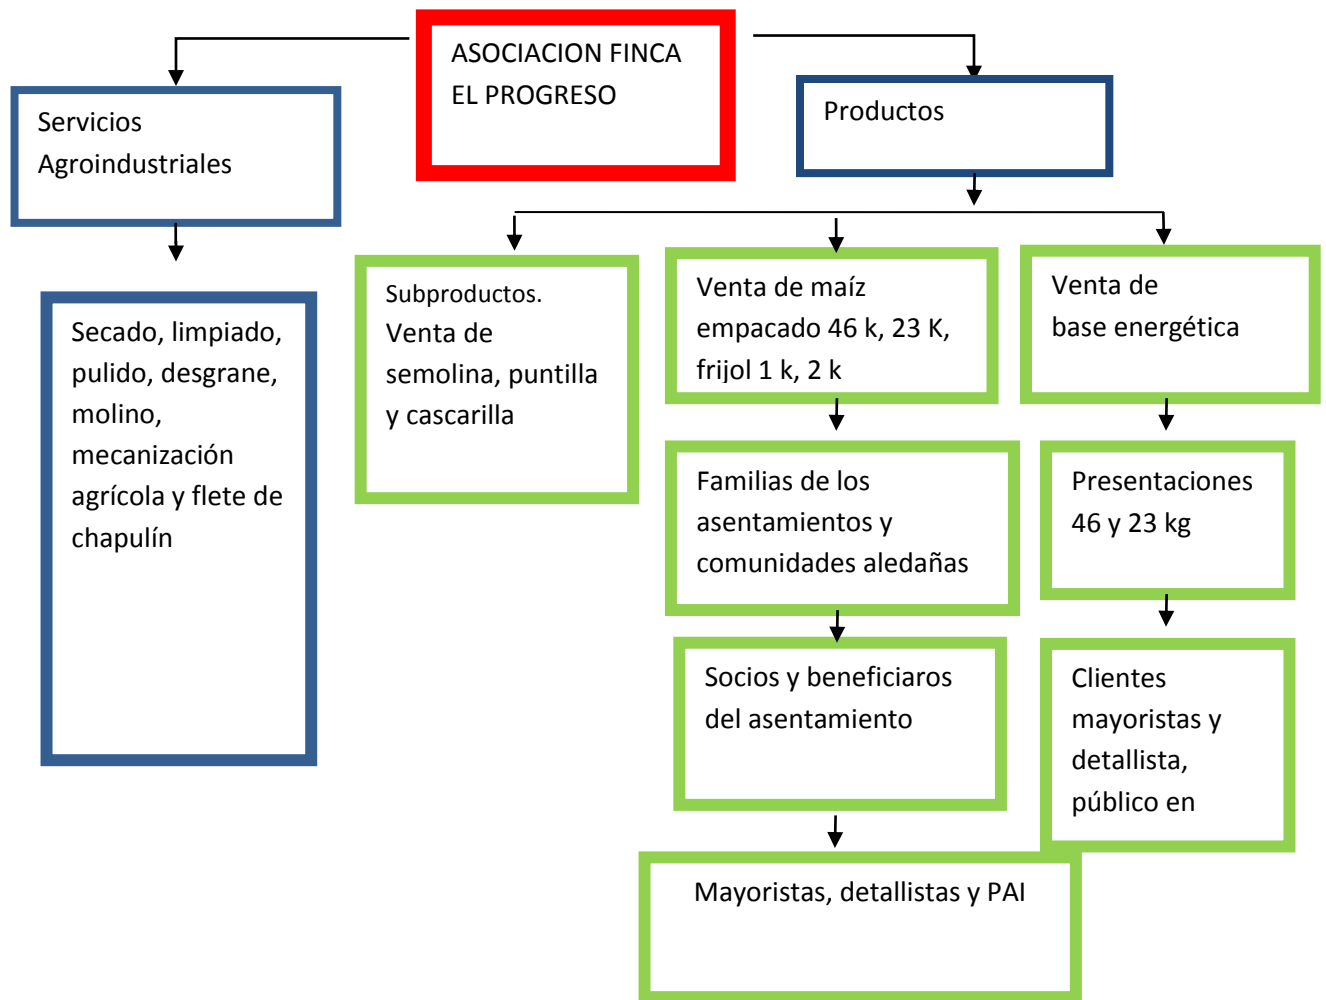 ASOCIACION FINCA
EL PROGRESO
Servicios
Agroindustriales
Productos
Secado, limpiado,
pulido, desgrane,
molino,
mecanización
agrícola y flete de
chapulín
Subproductos.
Venta de
semolina, puntilla
y cascarilla
Venta de maíz
empacado 46 k, 23 K,
frijol 1 k, 2 k
Familias de los
asentamientos y
comunidades aledañas
Socios y beneficiaros
del asentamiento
Mayoristas, detallistas y PAI
Venta de
base energética
Presentaciones
46 y 23 kg
Clientes
mayoristas y
detallista,
público en